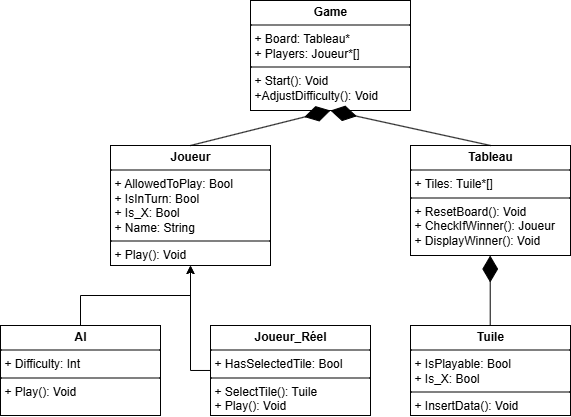 Game
+ Board: Tableau*
+ Players: Joueur*[]
+ Start(): Void
+AdjustDifficulty(): Void
Joueur
+ AllowedToPlay: Bool
+ IsInTurn: Bool
+ Is_X: Bool
+ Name: String
+ Play(): Void
Tableau
+ Tiles: Tuile*[]
+ ResetBoard(): Void
+ CheckIfWinner(): Joueur
+ DisplayWinner(): Void
AI
+ Difficulty: Int
+ Play(): Void
Joueur_Réel
+ HasSelectedTile: Bool
+ SelectTile(): Tuile
+ Play(): Void
Tuile
+ IsPlayable: Bool
+ Is_X: Bool
+ InsertData(): Void